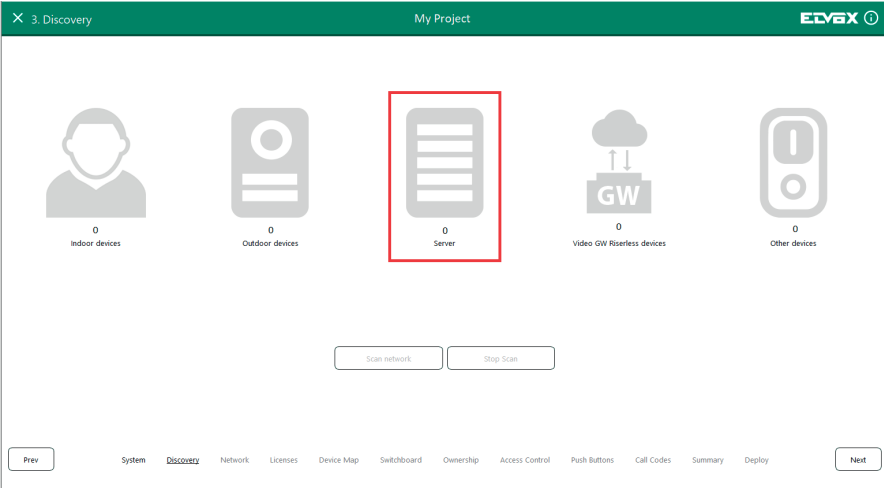 3. Discovery
My Project
ELVOX
GW
0
Indoor devices
0
Outdoor devices
0
Server
0
Video GW Riserless devices
0
Other devices
Scan network
Stop Scan
Prev
System
Discovery
Network
Licenses
Device Map
Switchboard
Ownership
Access Control
Push Buttons
Call Codes
Summary
Deploy
Next